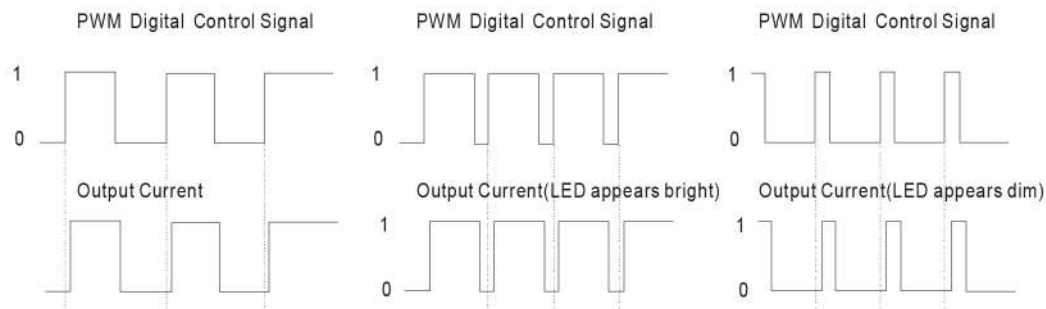 PWM Digital Control Signal
1
0
Output Current
PWM Digital Control Signal
1
0
Output Current(LED appears bright)
1
0
PWM Digital Control Signal
1
0
Output Current(LED appears dim)
1
0